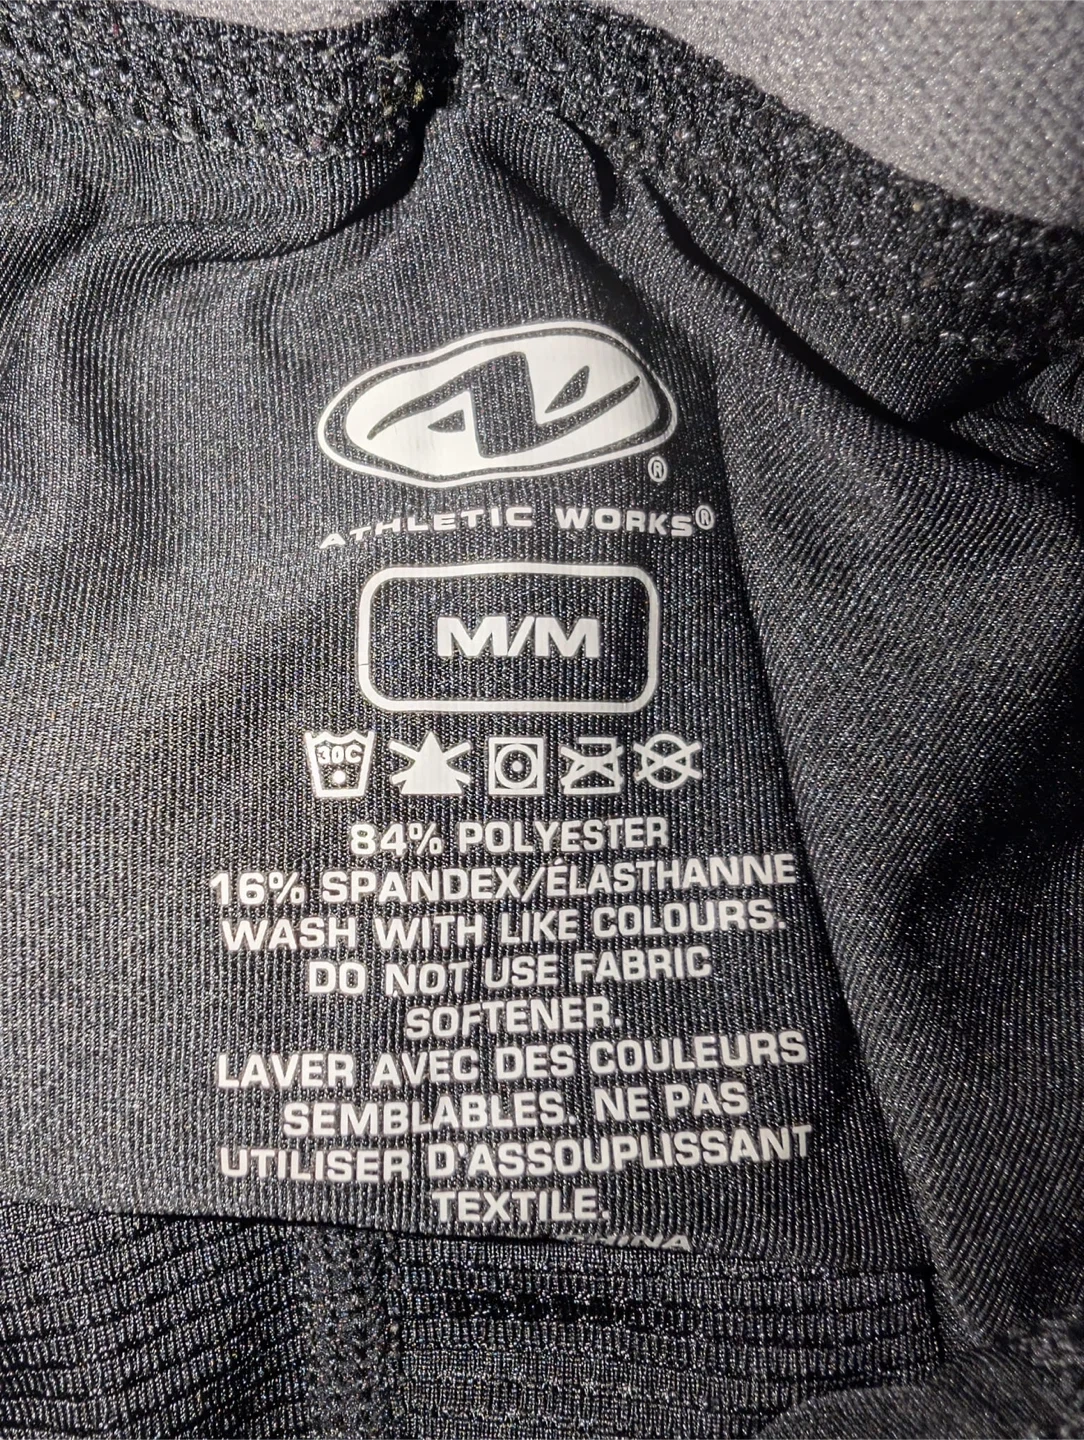 ®
ATHLETIC WORKS®
M/M
30C
84% POLYESTER
16% SPANDEX/ÉLASTHANNE
WASH WITH LIKE COLOURS.
DO NOT USE FABRIC
SOFTENER.
LAVER AVEC DES COULEURS
SEMBLABLES. NE PAS
UTILISER D'ASSOUPLISSANT
TEXTILE.
CHINA